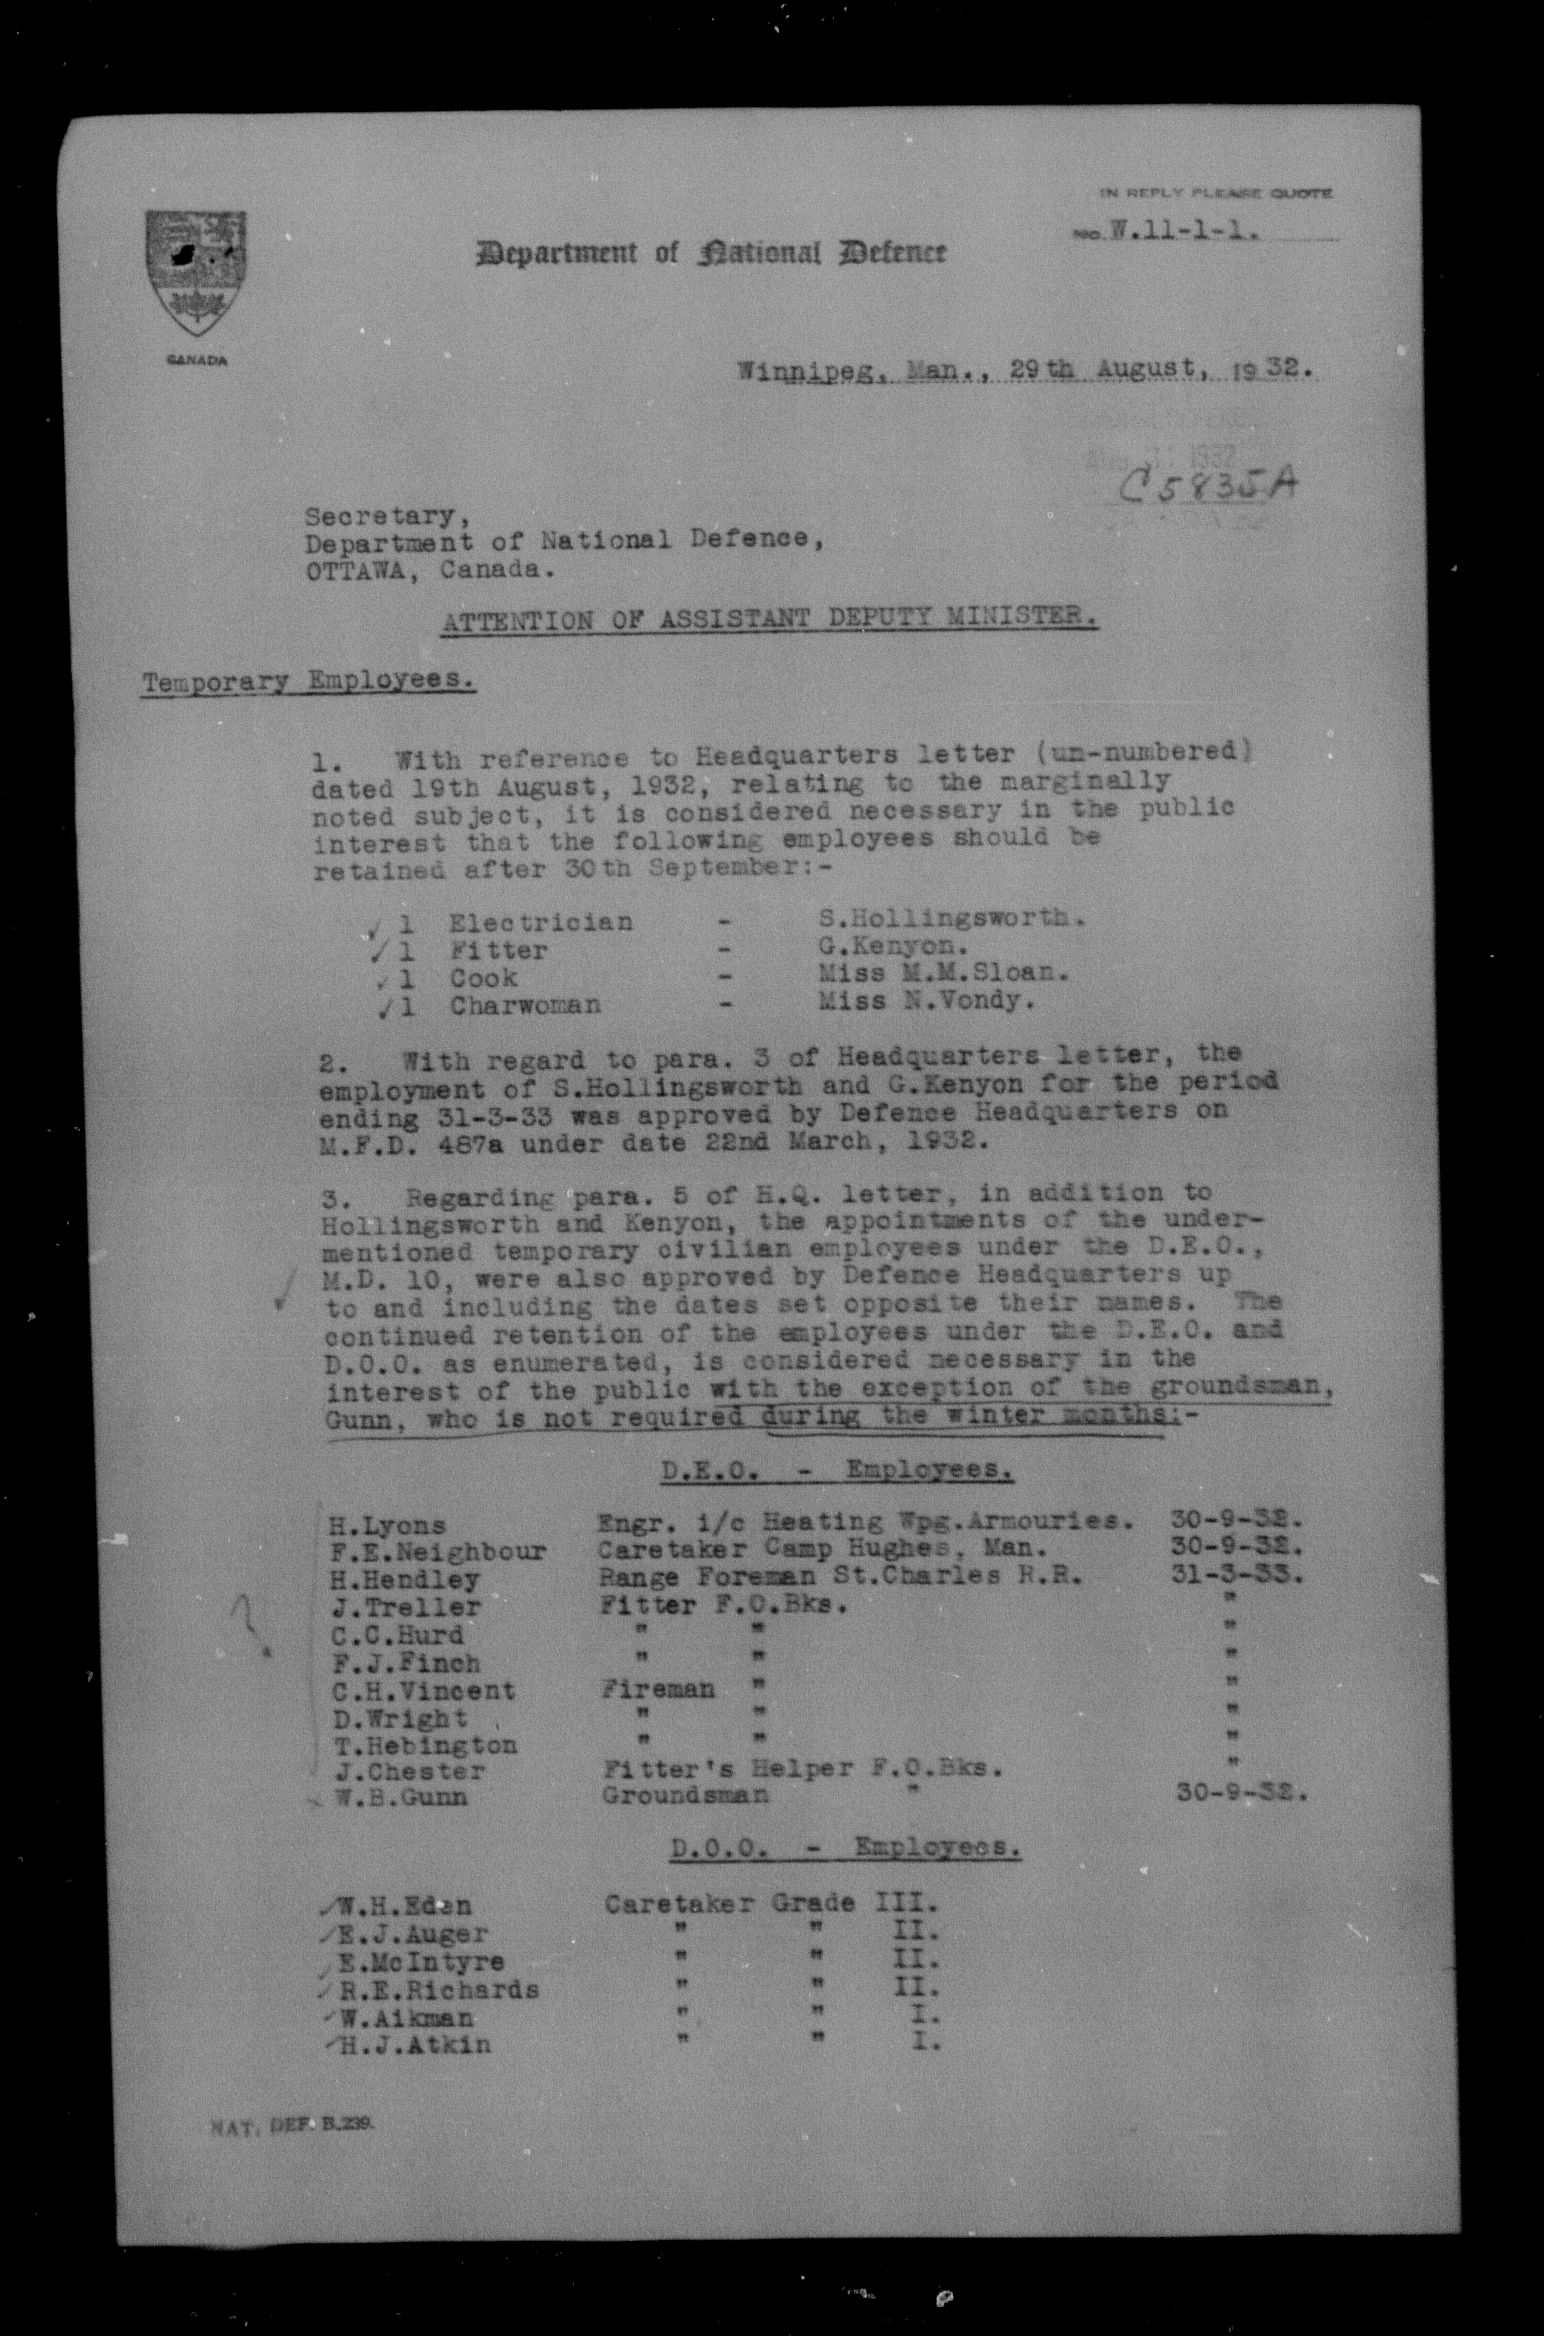 IN REPLY PLEASE QUOTE
No. W.11-1-1.
Department of National Defence
CANADA
Winnipeg, Man., 29th August, 1932.
1932
C5835A
Secretary,
Department of National Defence,
OTTAWA, Canada.
ATTENTION OF ASSISTANT DEPUTY MINISTER.
Temporary Employees.
1. With reference to Headquarters letter (un-numbered)
dated 19th August, 1932, relating to the marginally
noted subject, it is considered necessary in the public
interest that the following employees should be
retained after 30th September:-
✓ 1 Electrician - S.Hollingsworth.
✓ 1 Fitter - G.Kenyon.
✓ 1 Cook - Miss M.M.Sloan.
✓ 1 Charwoman - Miss N.Vondy.
2. With regard to para. 3 of Headquarters letter, the
employment of S.Hollingsworth and G.Kenyon for the period
ending 31-3-33 was approved by Defence Headquarters on
M.F.D. 487a under date 22nd March, 1932.
3. Regarding para. 5 of H.Q. letter, in addition to
Hollingsworth and Kenyon, the appointments of the under-
mentioned temporary civilian employees under the D.E.O.,
✓ M.D. 10, were also approved by Defence Headquarters up
to and including the dates set opposite their names. The
continued retention of the employees under the D.E.O. and
D.O.O. as enumerated, is considered necessary in the
interest of the public with the exception of the groundsman,
Gunn, who is not required during the winter months:-
D.E.O. - Employees.
H.Lyons Engr. i/c Heating Wpg.Armouries. 30-9-32.
F.E.Neighbour Caretaker Camp Hughes, Man. 30-9-32.
H.Hendley Range Foreman St.Charles R.R. 31-3-33.
J.Treller Fitter F.O.Bks. "
? C.C.Hurd " " "
F.J.Finch " " "
C.H.Vincent Fireman " "
D.Wright " " "
T.Hebington " " "
J.Chester Fitter's Helper F.O.Bks. "
x W.B.Gunn Groundsman " 30-9-32.
D.O.O. - Employees.
✓ W.H.Eden Caretaker Grade III.
✓ E.J.Auger " " II.
✓ E.McIntyre " " II.
✓ R.E.Richards " " II.
✓ W.Aikman " " I.
✓ H.J.Atkin " " I.
NAT. DEF. B.239.